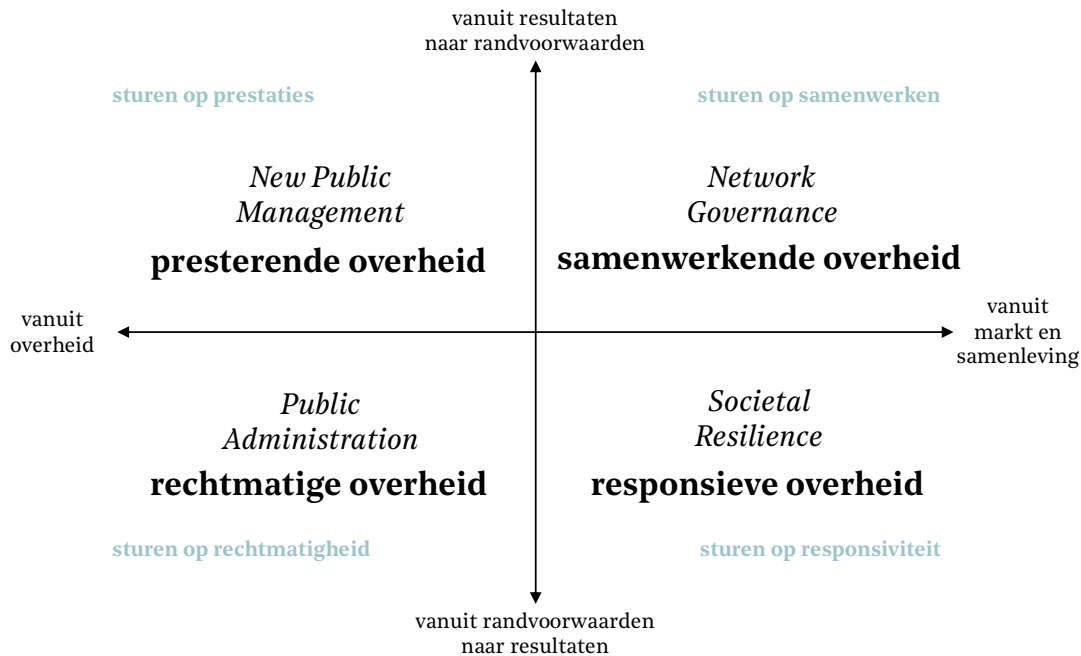 vanuit resultaten
naar randvoorwaarden
sturen op prestaties
sturen op samenwerken
New Public
Management
presterende overheid
Network
Governance
samenwerkende overheid
vanuit
overheid
vanuit
markt en
samenleving
Public
Administration
rechtmatige overheid
Societal
Resilience
responsieve overheid
sturen op rechtmatigheid
sturen op responsiviteit
vanuit randvoorwaarden
naar resultaten